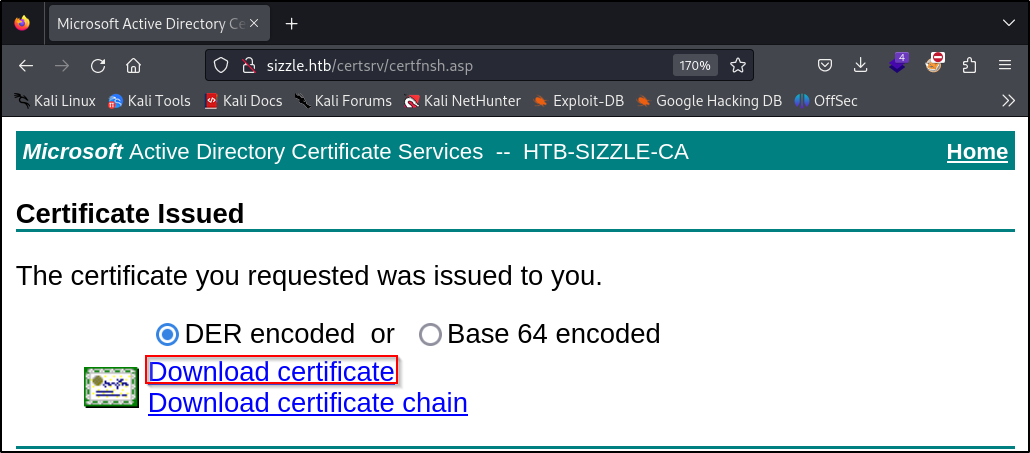 Microsoft Active Directory Ce
sizzle.htb/certsrv/certfnsh.asp 170% 4
Kali Linux Kali Tools Kali Docs Kali Forums Kali NetHunter Exploit-DB Google Hacking DB OffSec
Microsoft Active Directory Certificate Services -- HTB-SIZZLE-CA Home
Certificate Issued
The certificate you requested was issued to you.
DER encoded or Base 64 encoded
Download certificate
Download certificate chain